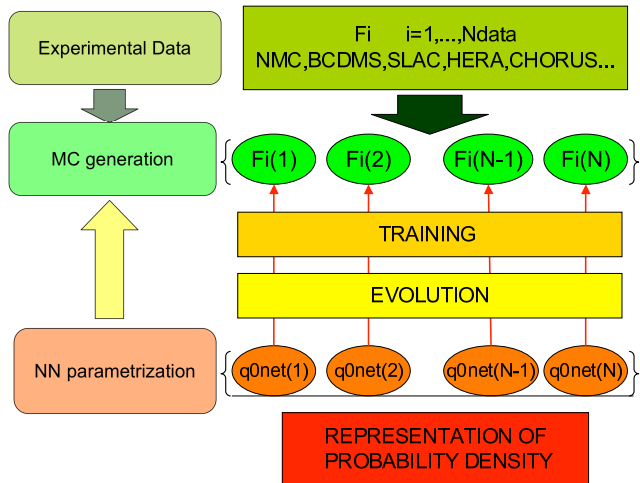 Experimental Data
Fi i=1,...,Ndata
NMC,BCDMS,SLAC,HERA,CHORUS...
MC generation
Fi(1) Fi(2) Fi(N-1) Fi(N)
TRAINING
EVOLUTION
NN parametrization
q0net(1) q0net(2) q0net(N-1) q0net(N)
REPRESENTATION OF
PROBABILITY DENSITY